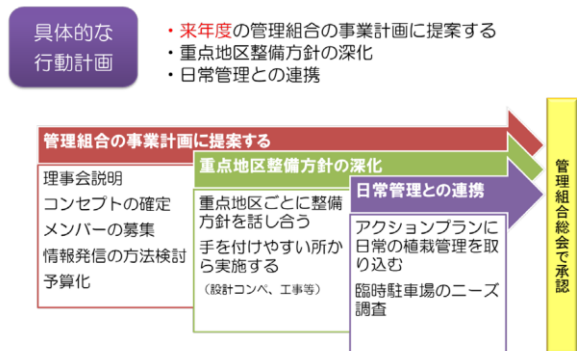 具体的な
行動計画
・来年度の管理組合の事業計画に提案する
・重点地区整備方針の深化
・日常管理との連携
管理組合の事業計画に提案する
理事会説明
コンセプトの確定
メンバーの募集
情報発信の方法検討
予算化
重点地区整備方針の深化
重点地区ごとに整備
方針を話し合う
手を付けやすい所か
ら実施する
（設計コンペ、工事等）
日常管理との連携
アクションプランに
日常の植栽管理を取
り込む
臨時駐車場のニーズ
調査
管理組合総会で承認